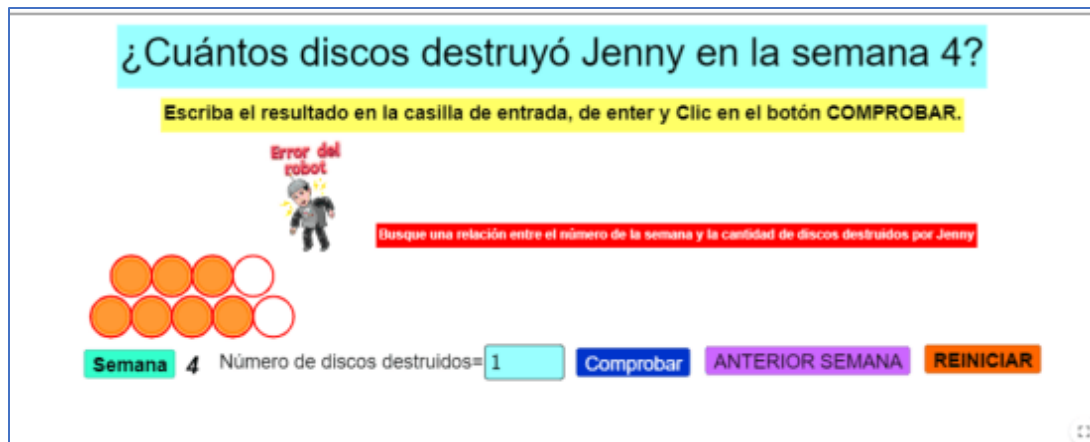 ¿Cuántos discos destruyó Jenny en la semana 4?
Escriba el resultado en la casilla de entrada, de enter y Clic en el botón COMPROBAR.
Error del
robot
Busque una relación entre el número de la semana y la cantidad de discos destruidos por Jenny
Semana 4 Número de discos destruidos= 1 Comprobar ANTERIOR SEMANA REINICIAR